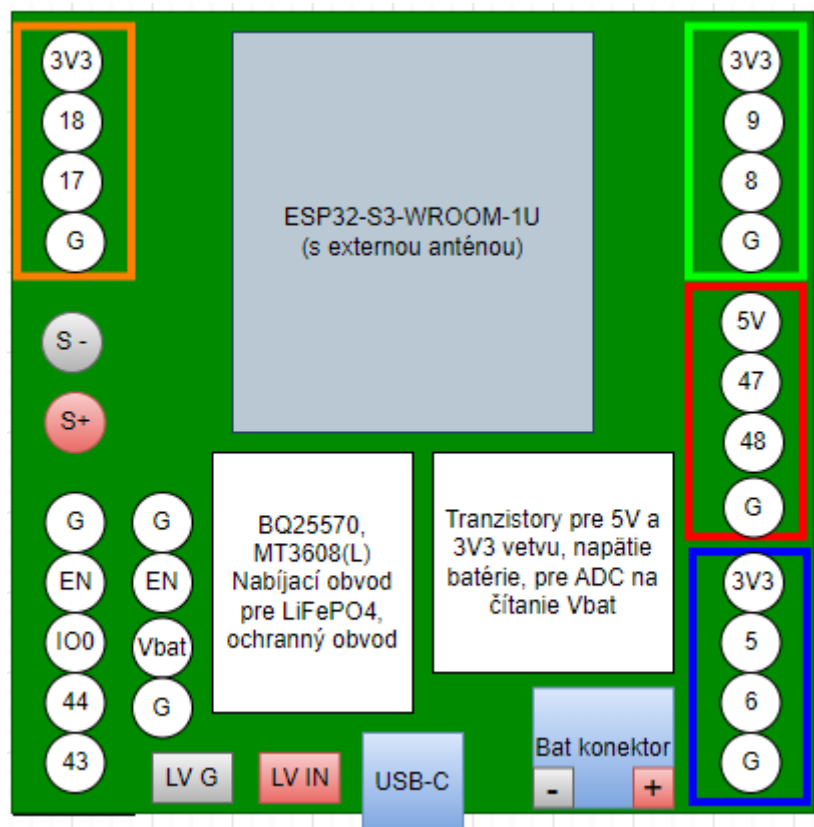 3V3
18
17
G
S -
S+
G
EN
IO0
44
43
G
EN
Vbat
G
ESP32-S3-WROOM-1U
(s externou anténou)
BQ25570,
MT3608(L)
Nabíjací obvod
pre LiFePO4,
ochranný obvod
Tranzistory pre 5V a
3V3 vetvu, napätie
batérie, pre ADC na
čítanie Vbat
LV G
LV IN
USB-C
Bat konektor
-
+
3V3
9
8
G
5V
47
48
G
3V3
5
6
G